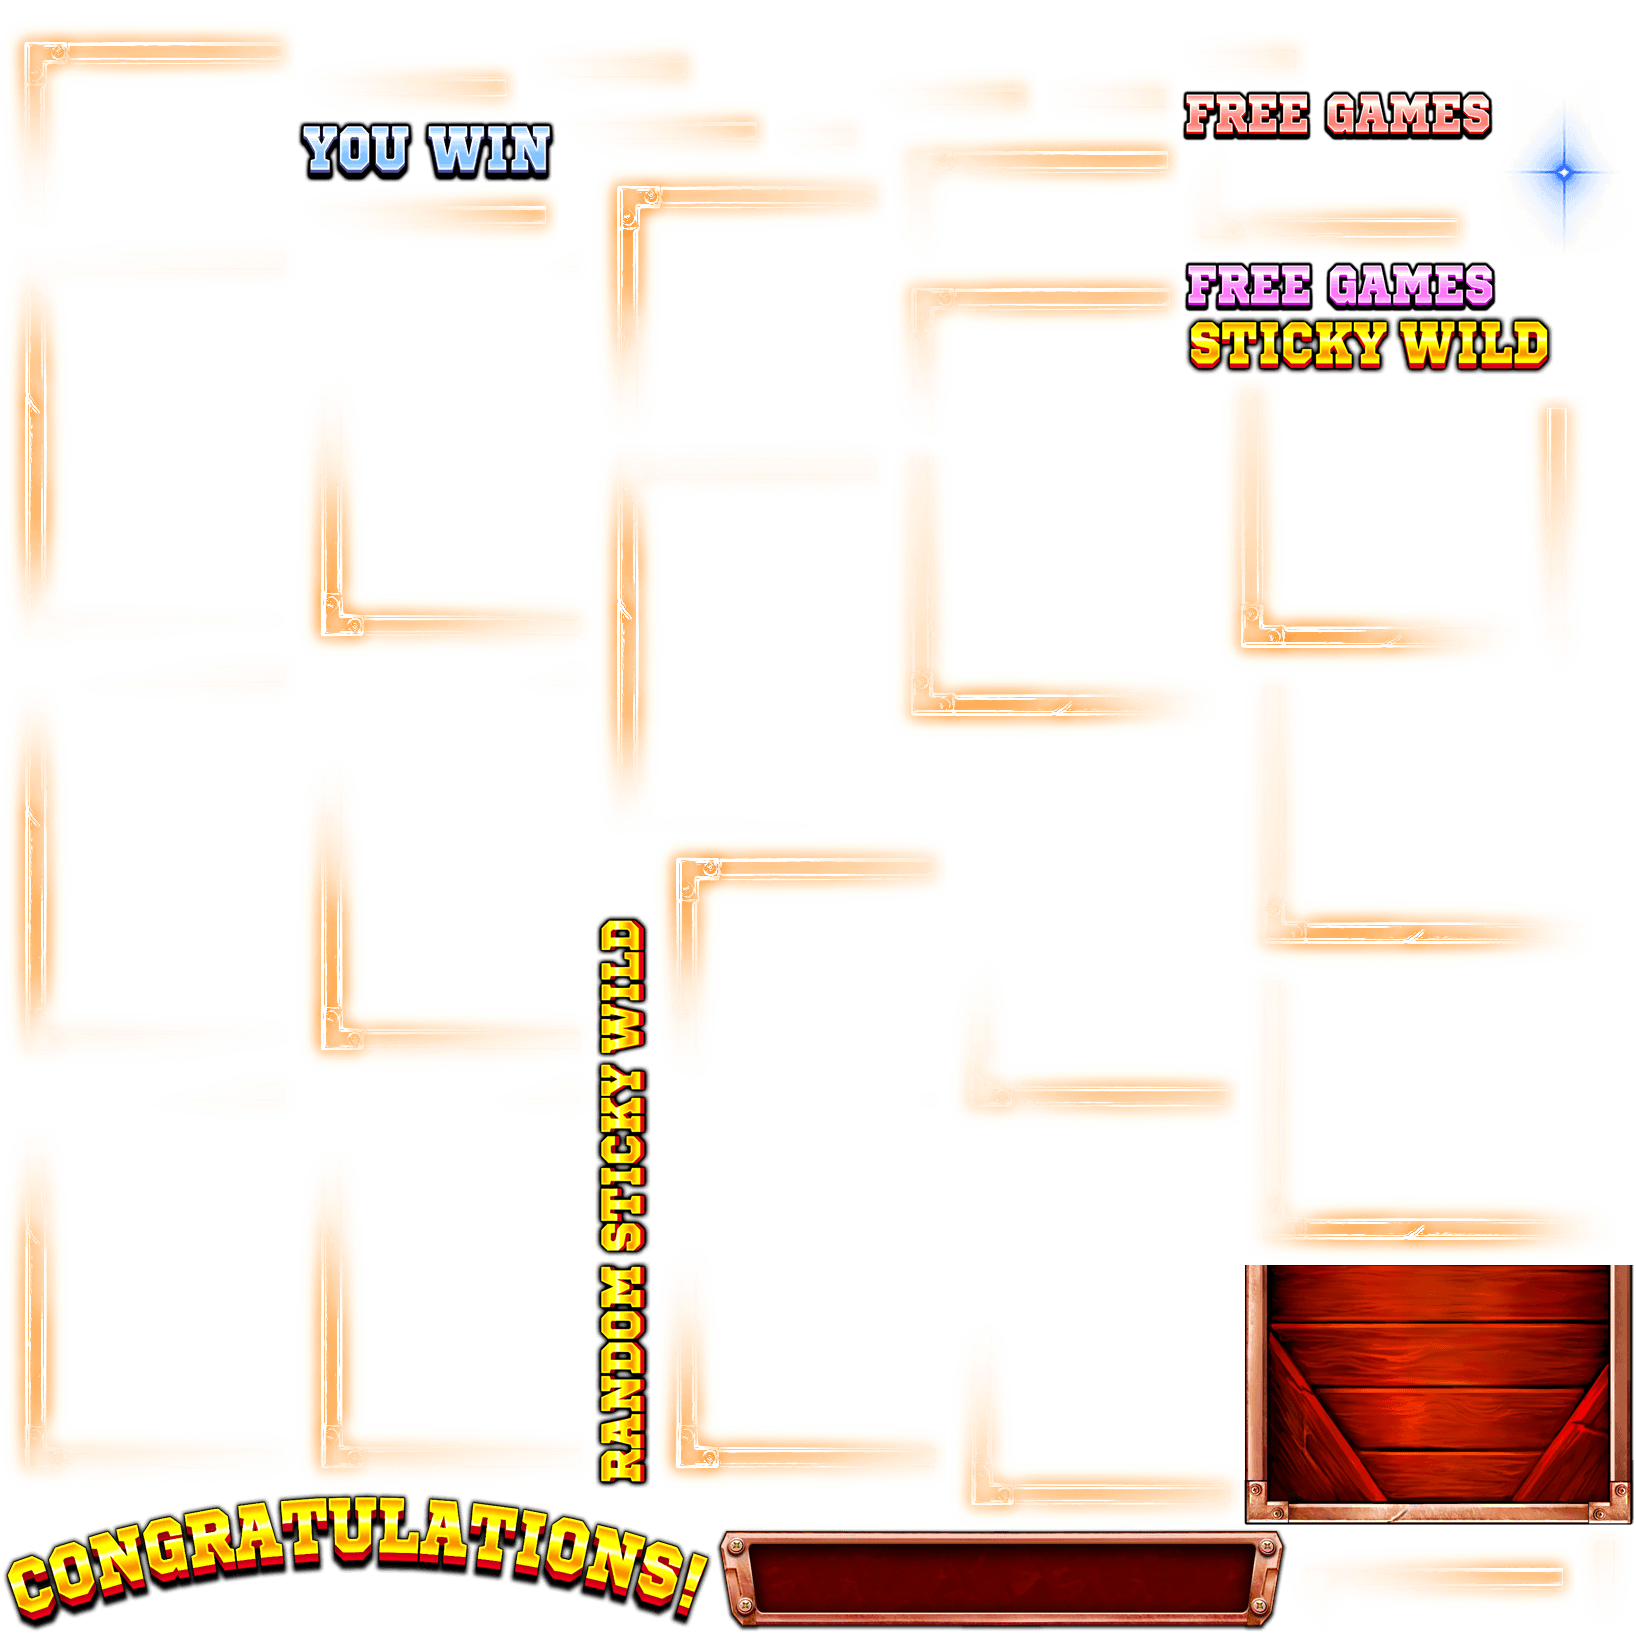 FREE GAMES
YOU WIN
FREE GAMES
STICKY WILD
RANDOM STICKY WILD
CONGRATULATIONS!